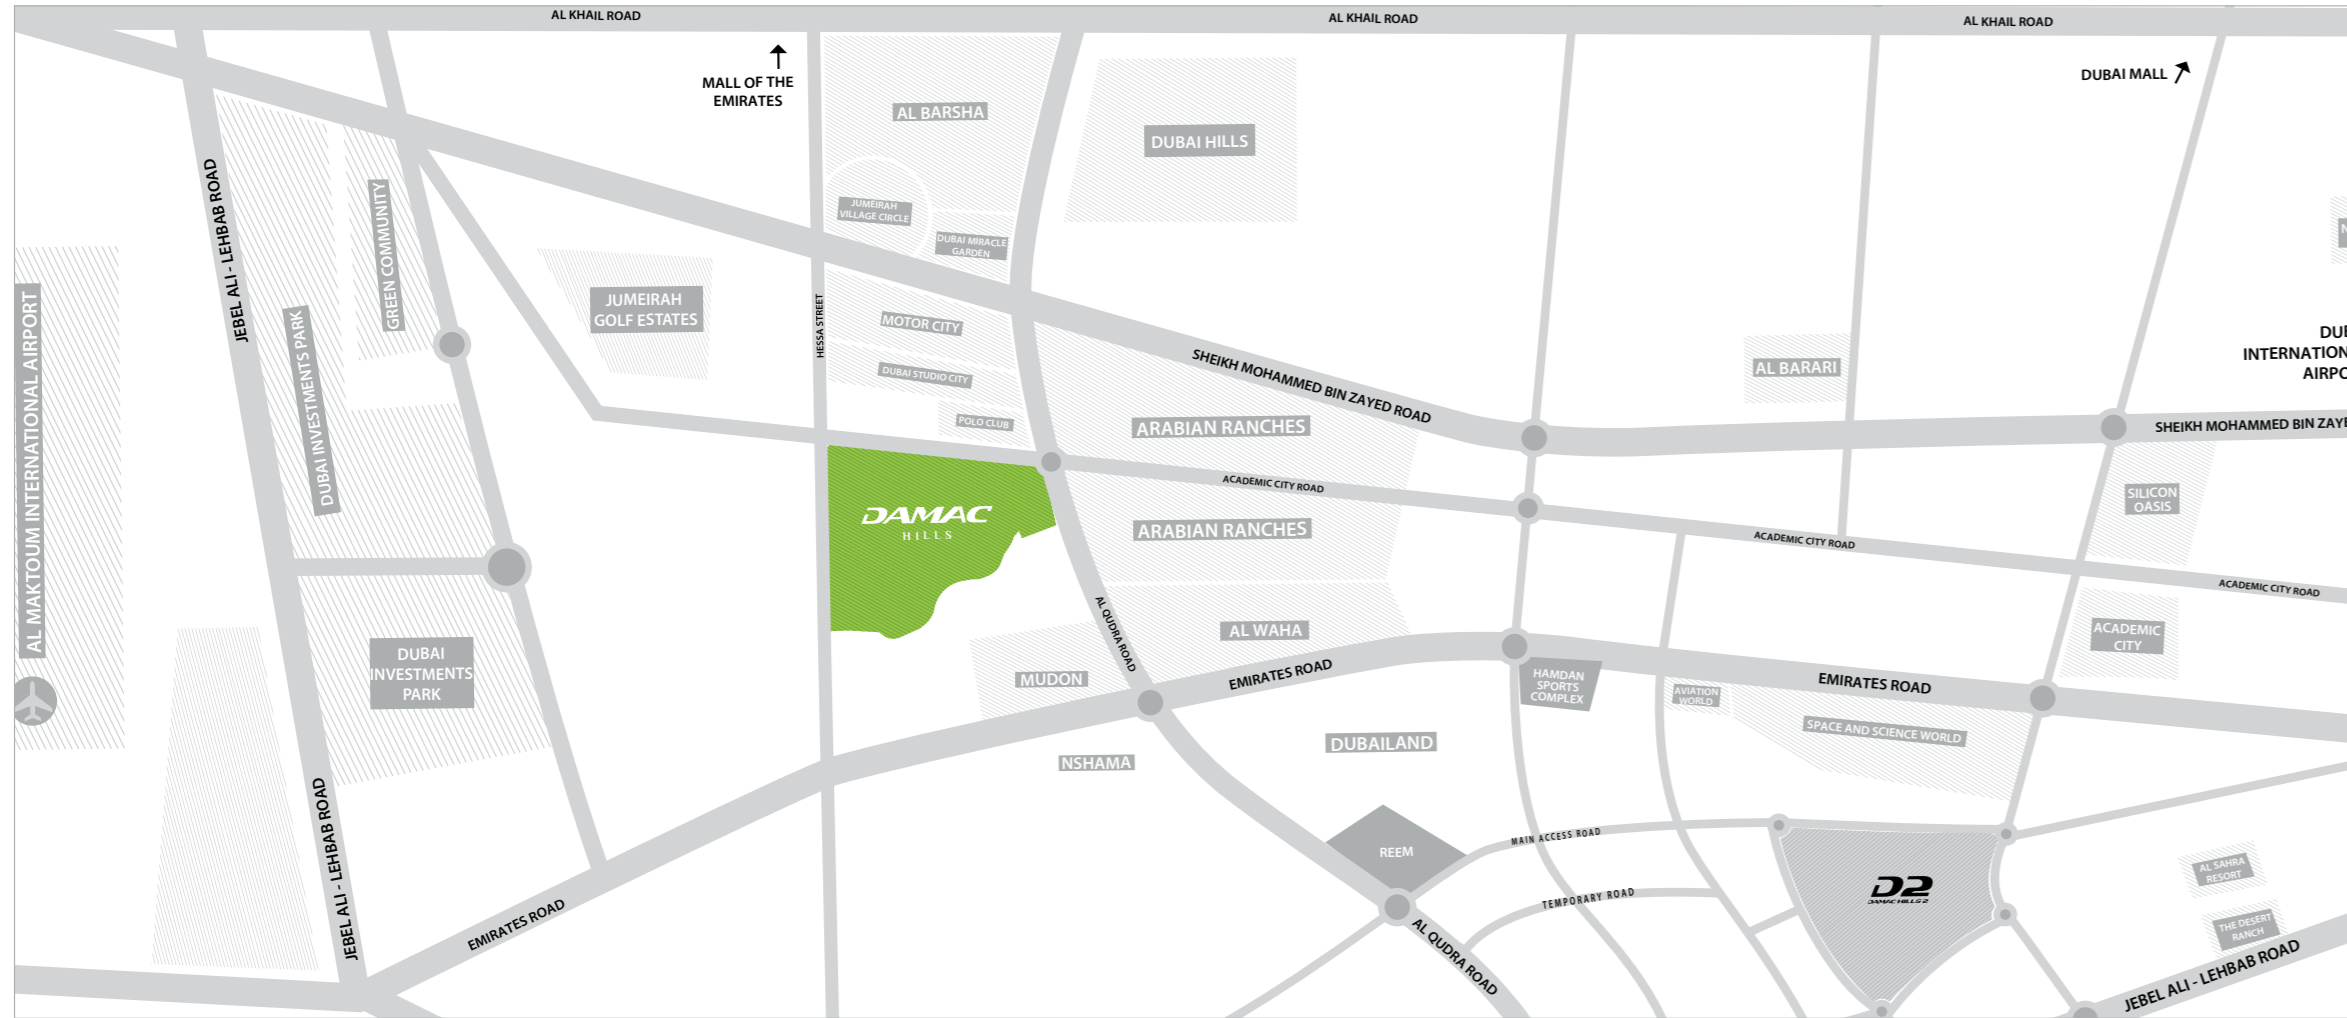 AL KHAIL ROAD
AL KHAIL ROAD
AL KHAIL ROAD
MALL OF THE
EMIRATES
DUBAI MALL
AL BARSHA
DUBAI HILLS
JEBEL ALI - LEHBAB ROAD
GREEN COMMUNITY
JUMEIRAH
VILLAGE CIRCLE
DUBAI MIRACLE
GARDEN
AL MAKTOUM INTERNATIONAL AIRPORT
DUBAI INVESTMENTS PARK
JUMEIRAH
GOLF ESTATES
HESSA STREET
MOTOR CITY
DUBAI STUDIO CITY
POLO CLUB
SHEIKH MOHAMMED BIN ZAYED ROAD
AL BARARI
DUB
INTERNATION
AIRPO
ARABIAN RANCHES
SHEIKH MOHAMMED BIN ZAYE
ACADEMIC CITY ROAD
SILICON
OASIS
DAMAC
HILLS
ARABIAN RANCHES
ACADEMIC CITY ROAD
ACADEMIC CITY ROAD
AL QUDRA ROAD
AL WAHA
ACADEMIC
CITY
DUBAI
INVESTMENTS
PARK
MUDON
EMIRATES ROAD
HAMDAN
SPORTS
COMPLEX
AVIATION
WORLD
EMIRATES ROAD
SPACE AND SCIENCE WORLD
NSHAMA
DUBAILAND
JEBEL ALI - LEHBAB ROAD
REEM
MAIN ACCESS ROAD
TEMPORARY ROAD
D2
DAMAC HILLS 2
AL SAHRA
RESORT
THE DESERT
RANCH
EMIRATES ROAD
AL QUDRA ROAD
JEBEL ALI - LEHBAB ROAD